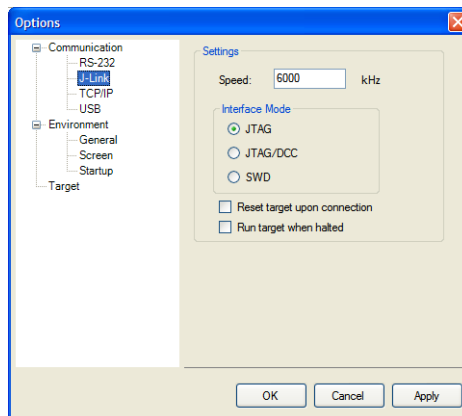 Options
Communication
RS-232
J-Link
TCP/IP
USB
Environment
General
Screen
Startup
Target
Settings
Speed: 6000 kHz
Interface Mode
JTAG
JTAG/DCC
SWD
Reset target upon connection
Run target when halted
OK Cancel Apply